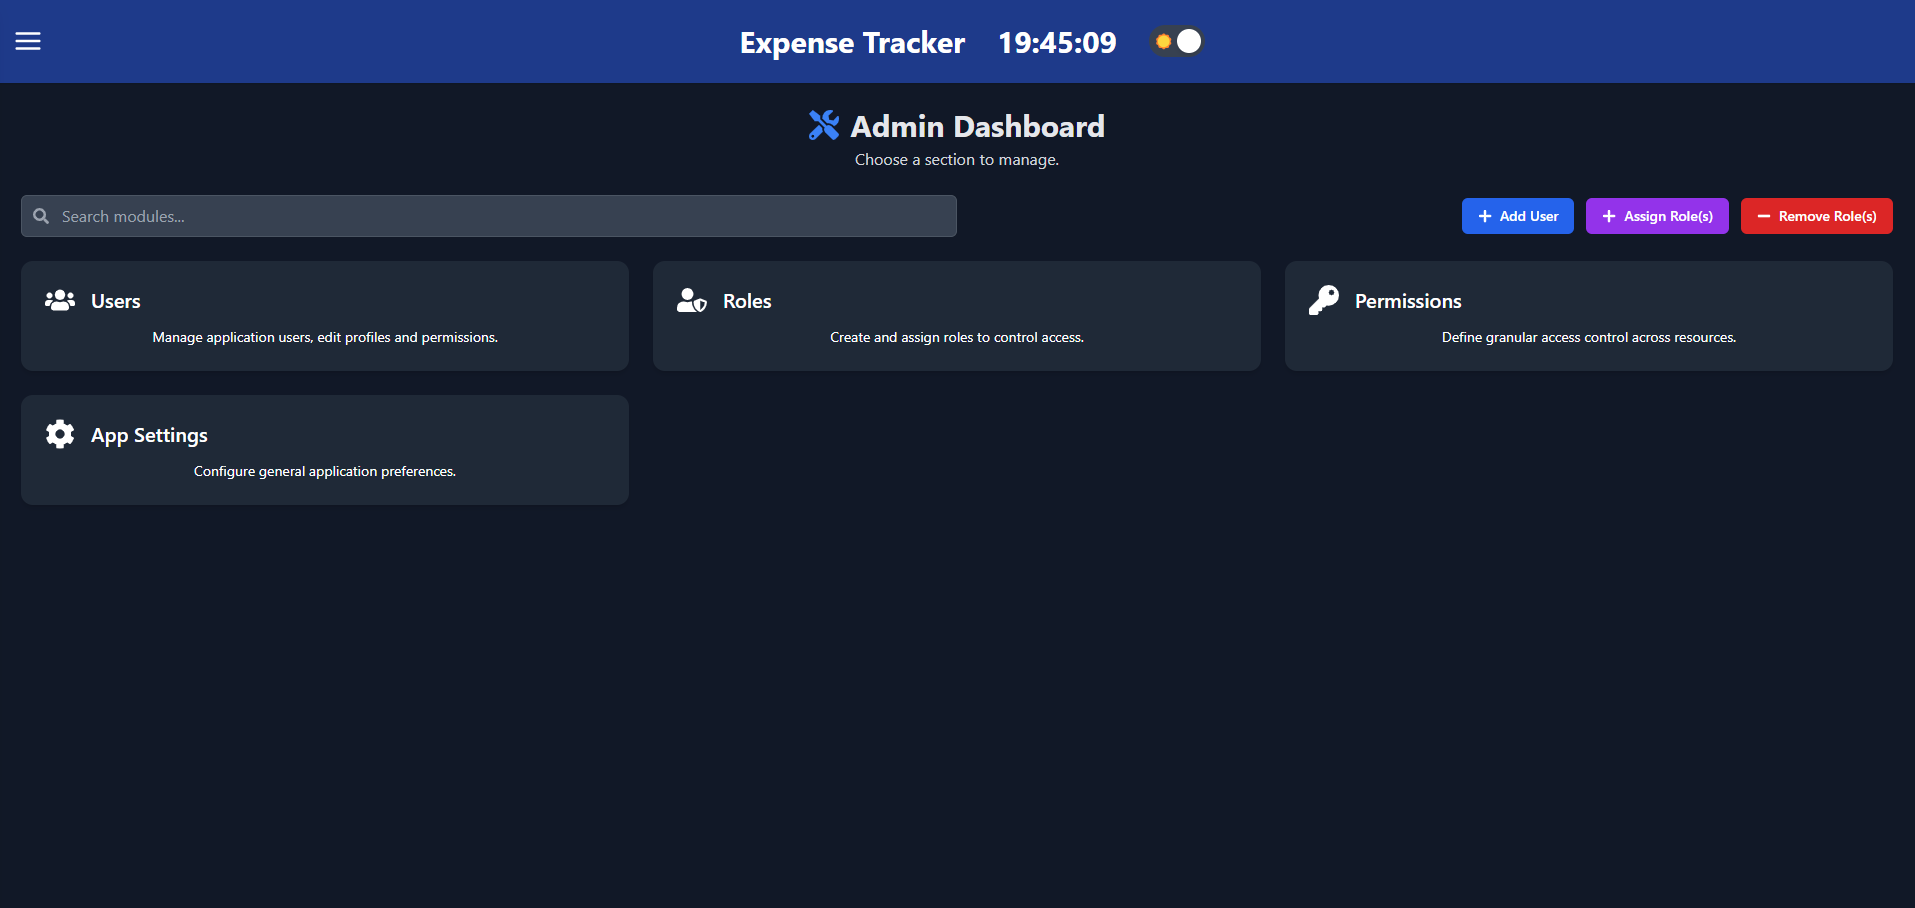 Expense Tracker 19:45:09
Admin Dashboard
Choose a section to manage.
Search modules...
Add User
Assign Role(s)
Remove Role(s)
Users
Manage application users, edit profiles and permissions.
Roles
Create and assign roles to control access.
Permissions
Define granular access control across resources.
App Settings
Configure general application preferences.